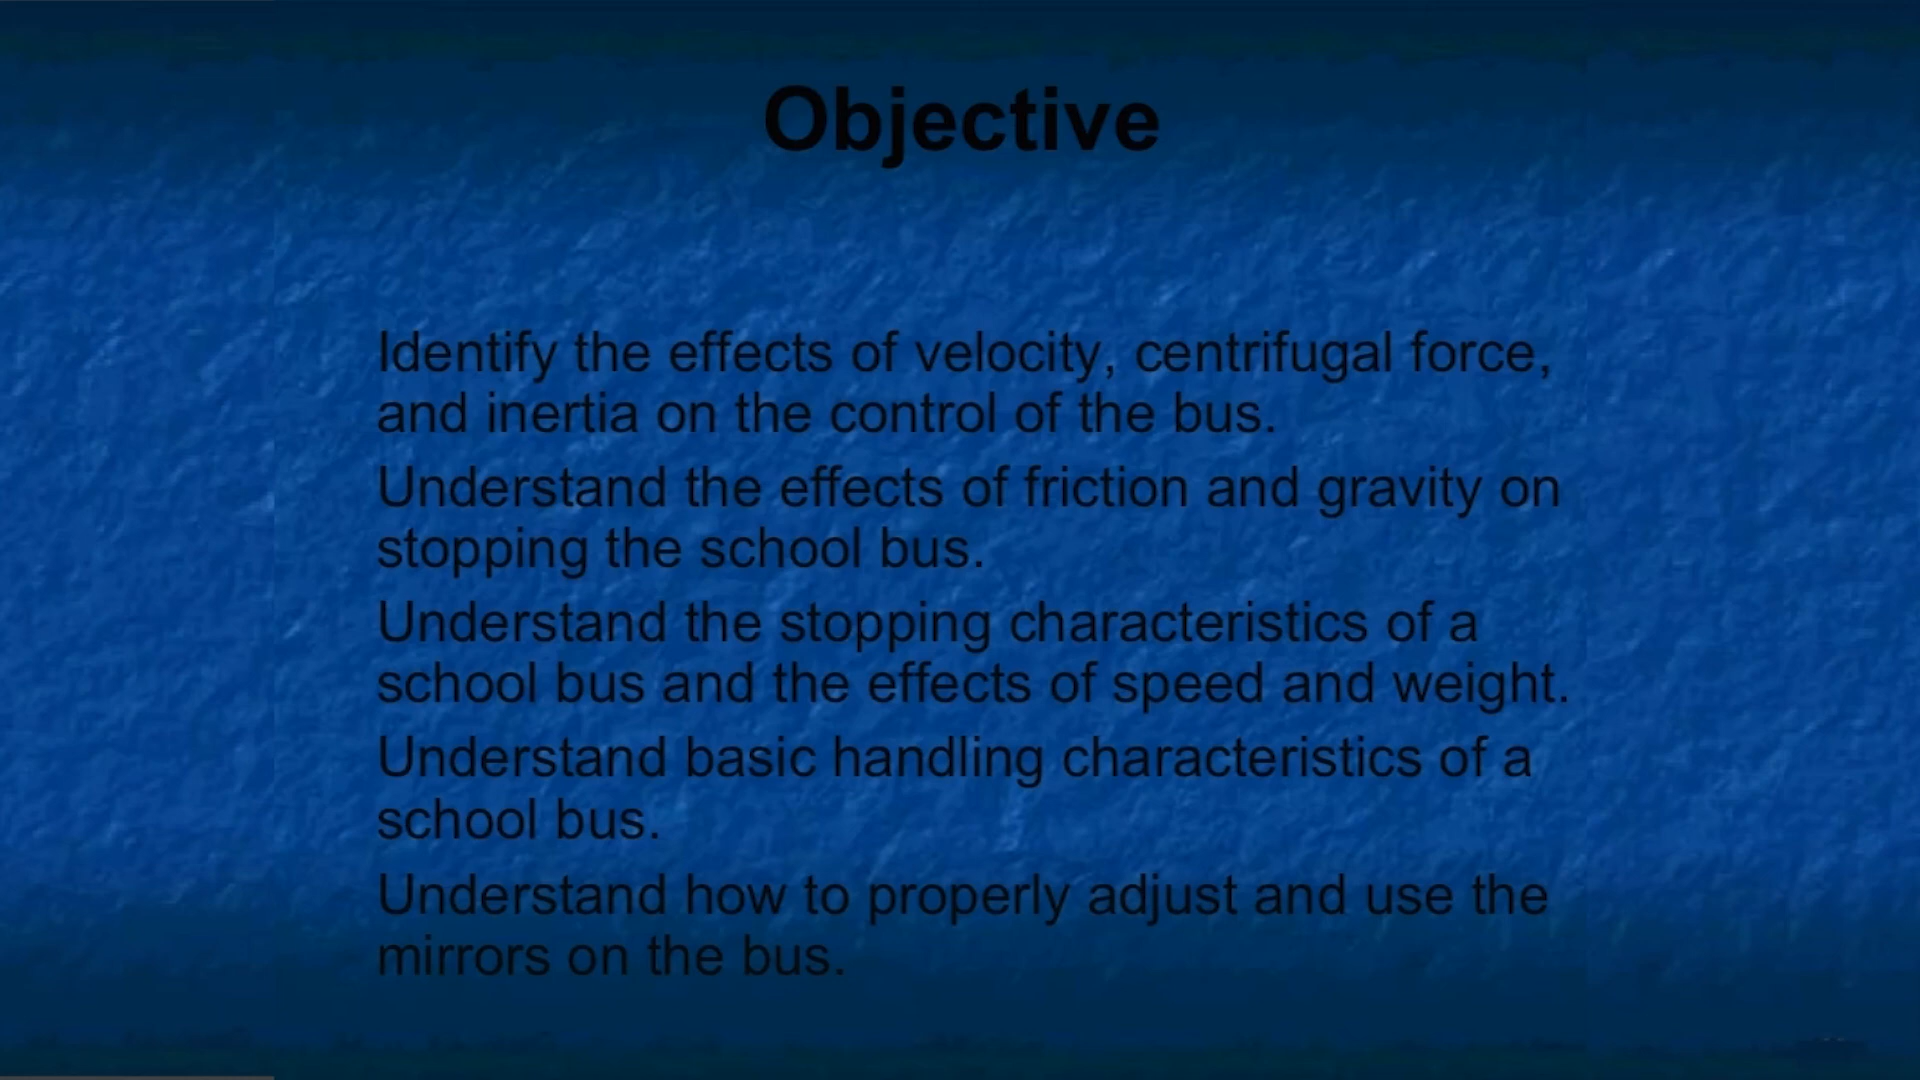 Objective
Identify the effects of velocity, centrifugal force,
and inertia on the control of the bus.
Understand the effects of friction and gravity on
stopping the school bus.
Understand the stopping characteristics of a
school bus and the effects of speed and weight.
Understand basic handling characteristics of a
school bus.
Understand how to properly adjust and use the
mirrors on the bus.